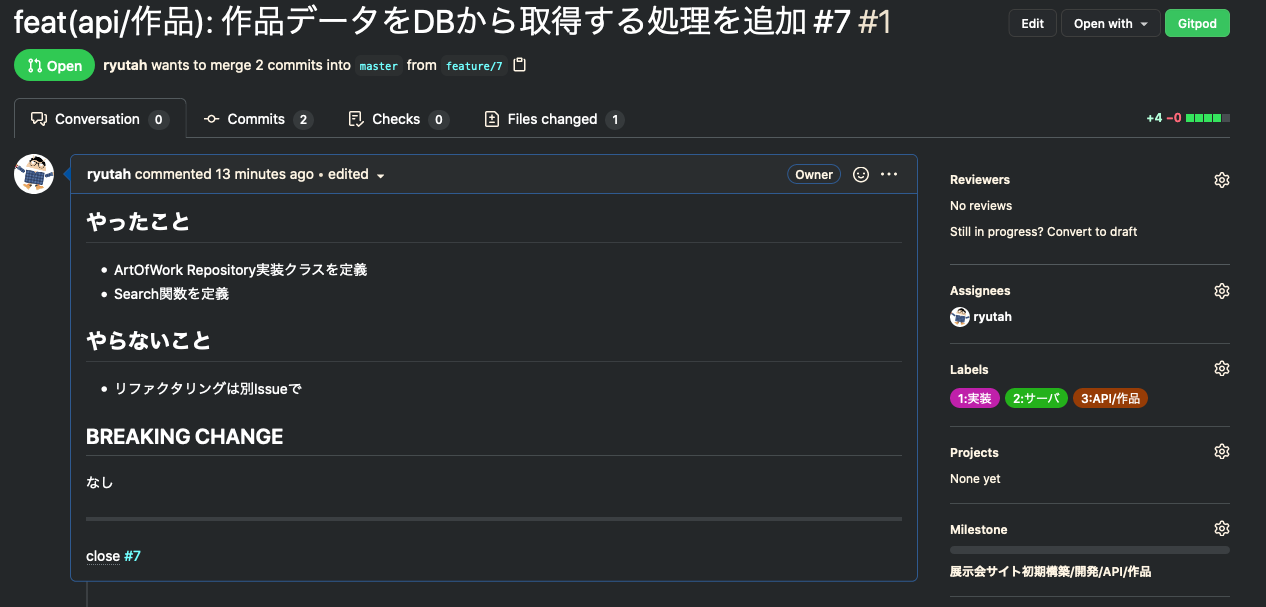 feat(api/作品): 作品データをDBから取得する処理を追加 #7 #1
Edit
Open with
Gitpod
Open
ryutah wants to merge 2 commits into master from feature/7
Conversation 0
Commits 2
Checks 0
Files changed 1
+4 −0
ryutah commented 13 minutes ago • edited
Owner
やったこと
• ArtOfWork Repository実装クラスを定義
• Search関数を定義
やらないこと
• リファクタリングは別Issueで
BREAKING CHANGE
なし
close #7
Reviewers
No reviews
Still in progress? Convert to draft
Assignees
ryutah
Labels
1:実装 2:サーバ 3:API/作品
Projects
None yet
Milestone
展示会サイト初期構築/開発/API/作品